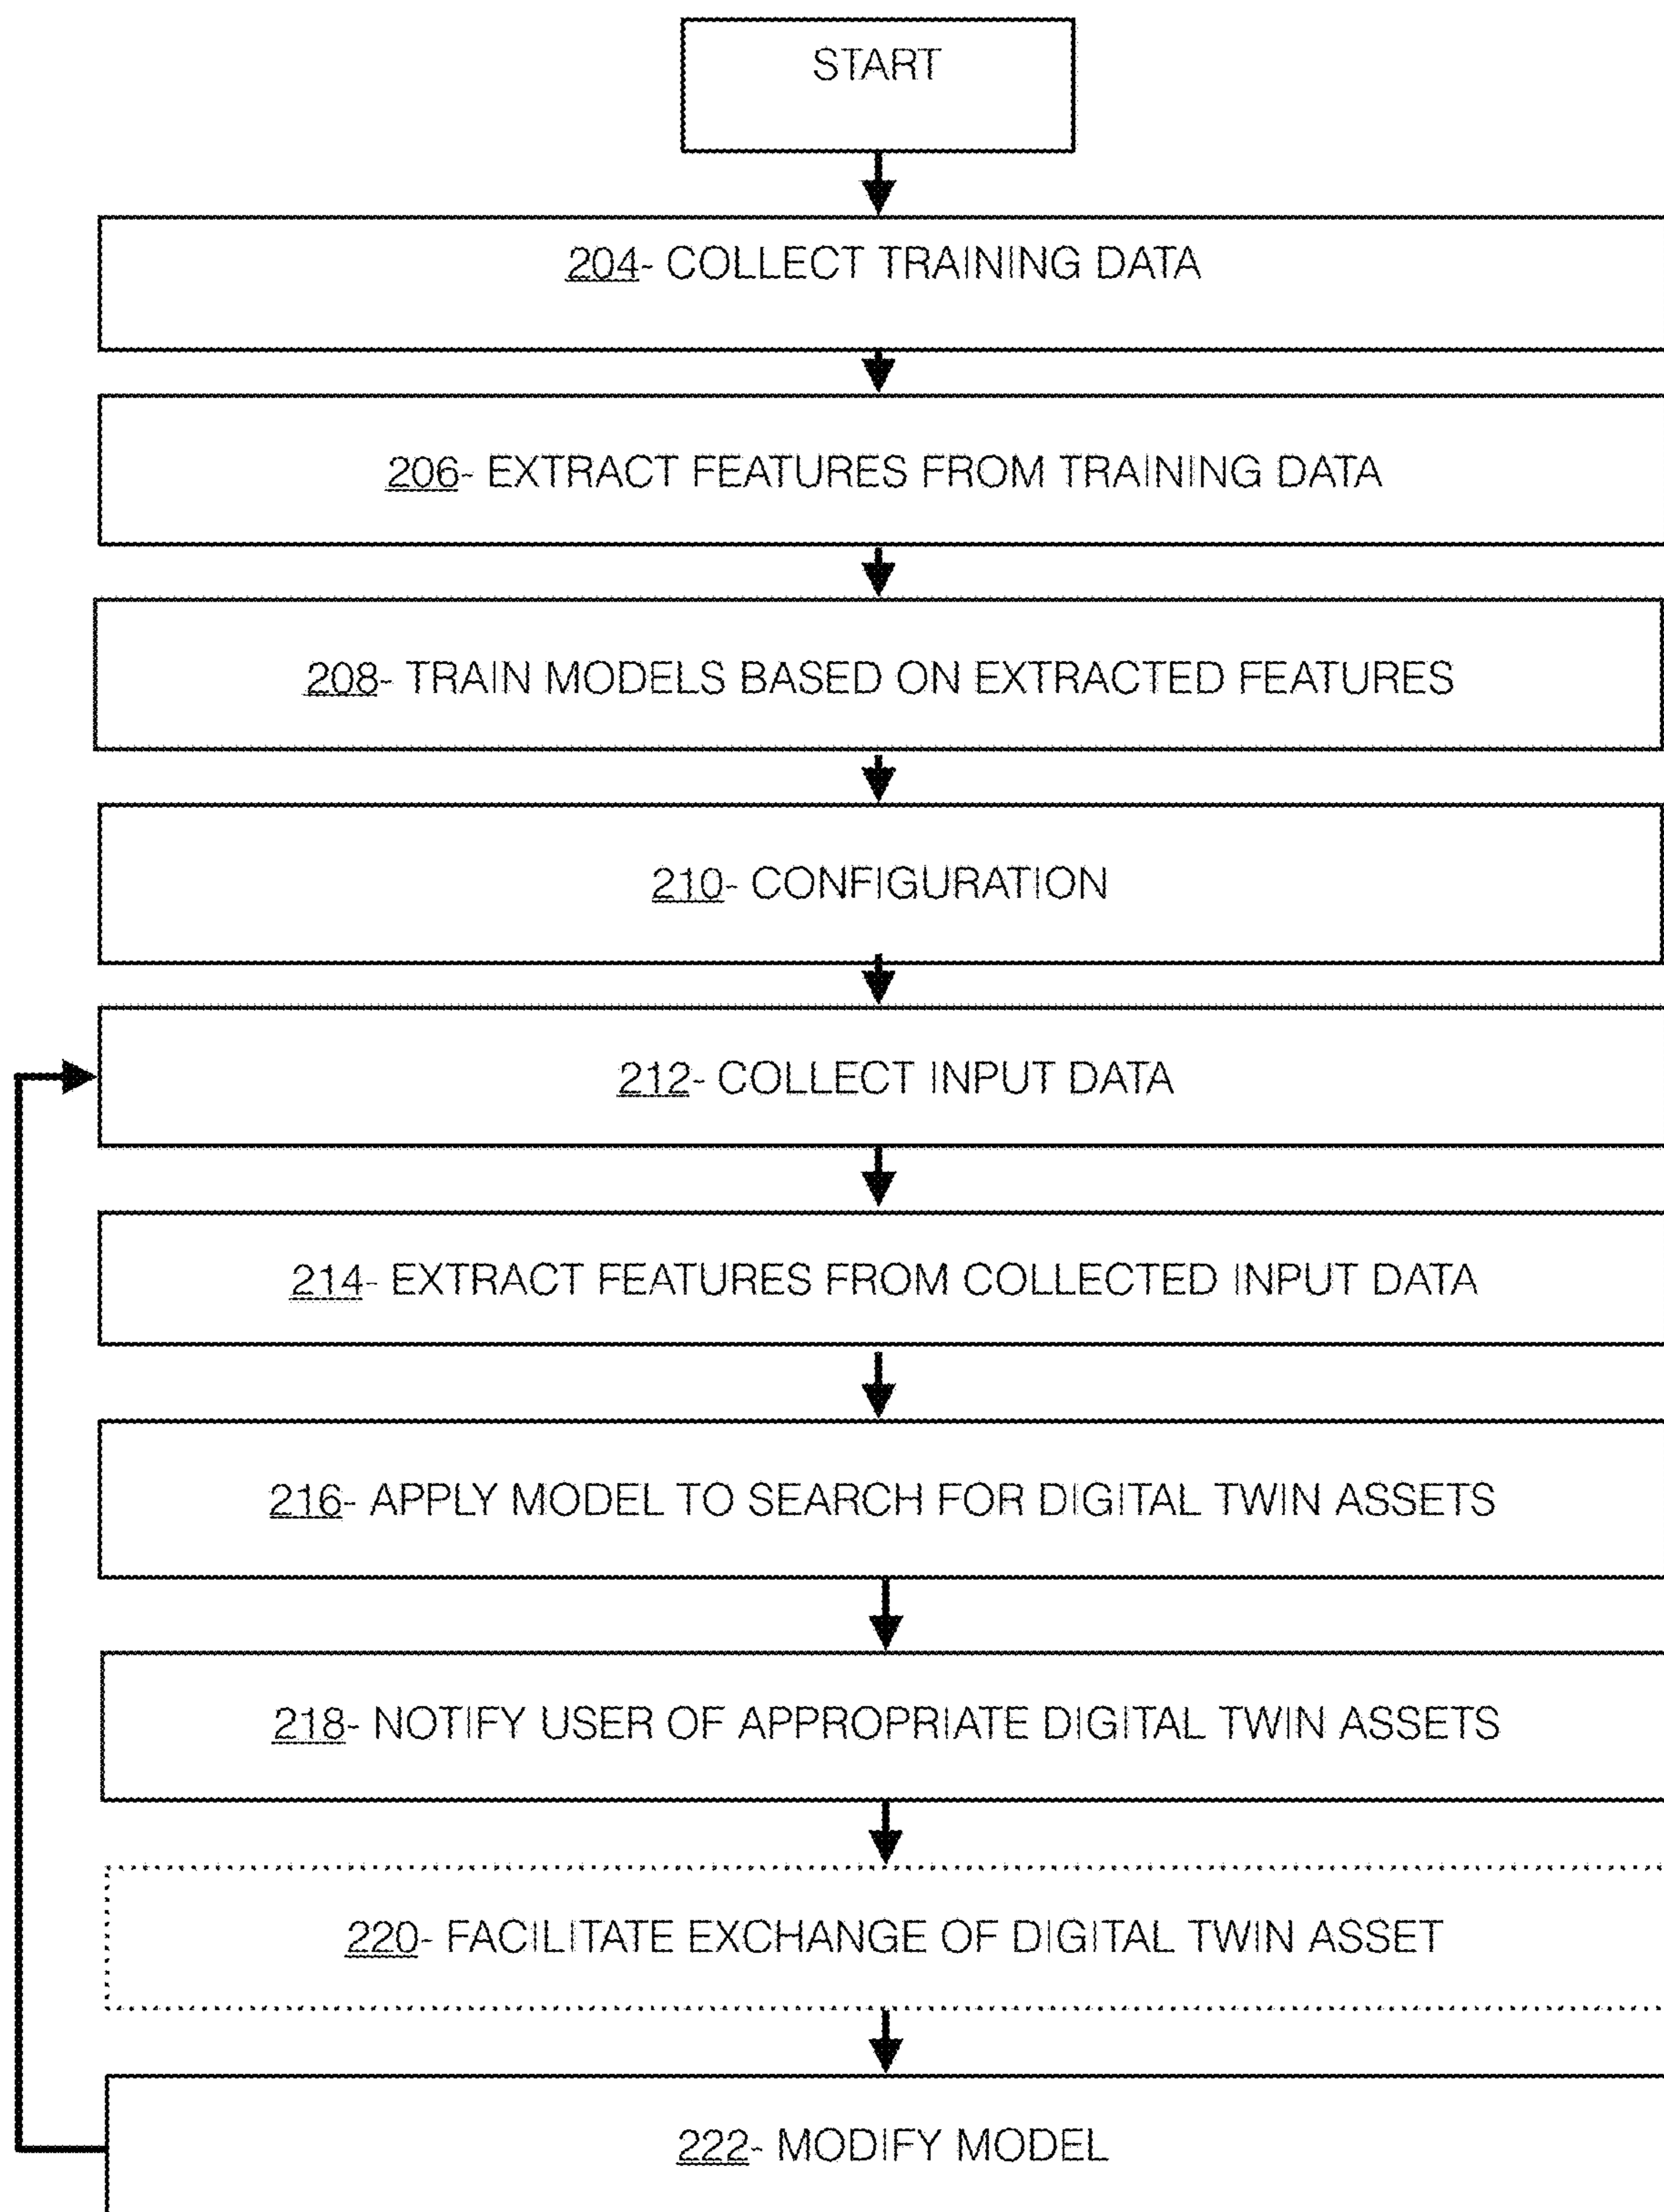 START
204- COLLECT TRAINING DATA
206- EXTRACT FEATURES FROM TRAINING DATA
208- TRAIN MODELS BASED ON EXTRACTED FEATURES
210- CONFIGURATION
212- COLLECT INPUT DATA
214- EXTRACT FEATURES FROM COLLECTED INPUT DATA
216- APPLY MODEL TO SEARCH FOR DIGITAL TWIN ASSETS
218- NOTIFY USER OF APPROPRIATE DIGITAL TWIN ASSETS
220- FACILITATE EXCHANGE OF DIGITAL TWIN ASSET
222- MODIFY MODEL